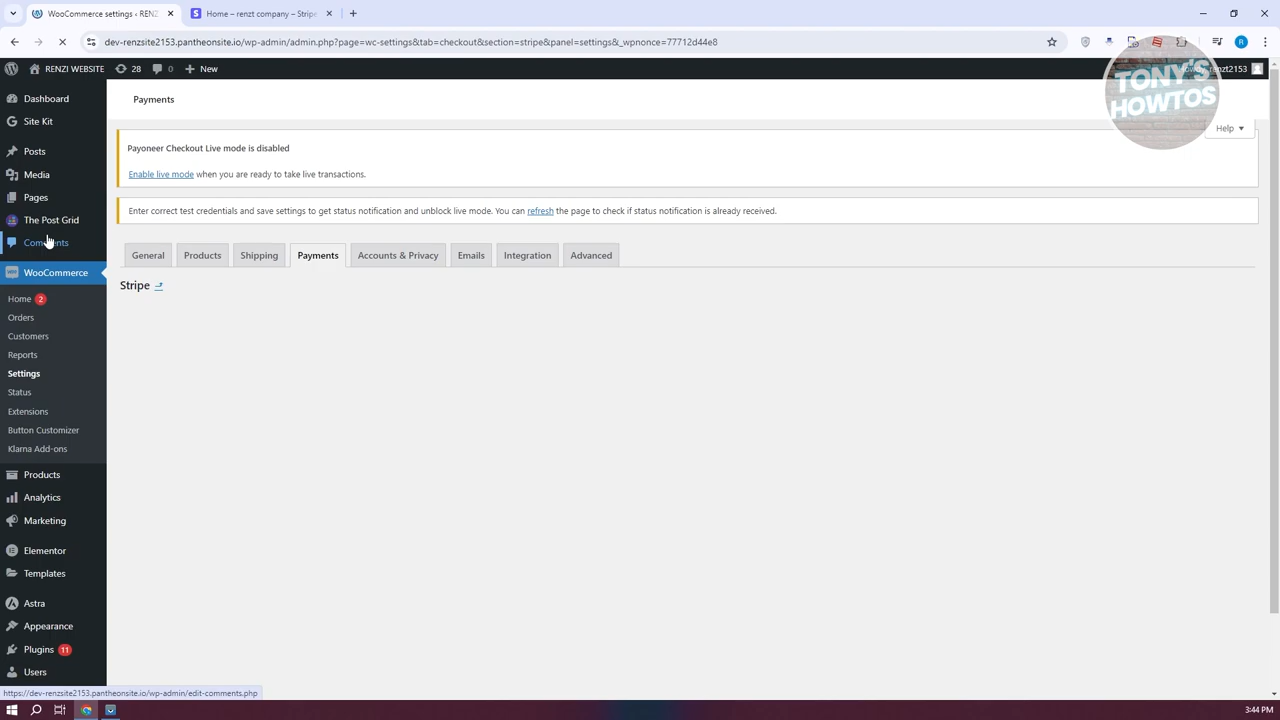 WooCommerce settings ‹ REN
Home – renzt company – Stripe
dev-renzsite2153.pantheonsite.io/wp-admin/admin.php?page=wc-settings&tab=checkout&section=stripe&panel=settings&_wpnonce=77712d44e8
R
RENZI WEBSITE
28
0
New
renzt2153
TONY'S
HOWTOS
Dashboard
Site Kit
Posts
Media
Pages
The Post Grid
Comments
WooCommerce
Home 2
Orders
Customers
Reports
Settings
Status
Extensions
Button Customizer
Klarna Add-ons
Products
Analytics
Marketing
Elementor
Templates
Astra
Appearance
Plugins 11
Users
Payments
Help
Payoneer Checkout Live mode is disabled
Enable live mode when you are ready to take live transactions.
Enter correct test credentials and save settings to get status notification and unblock live mode. You can refresh the page to check if status notification is already received.
General
Products
Shipping
Payments
Accounts & Privacy
Emails
Integration
Advanced
Stripe
https://dev-renzsite2153.pantheonsite.io/wp-admin/edit-comments.php
3:44 PM